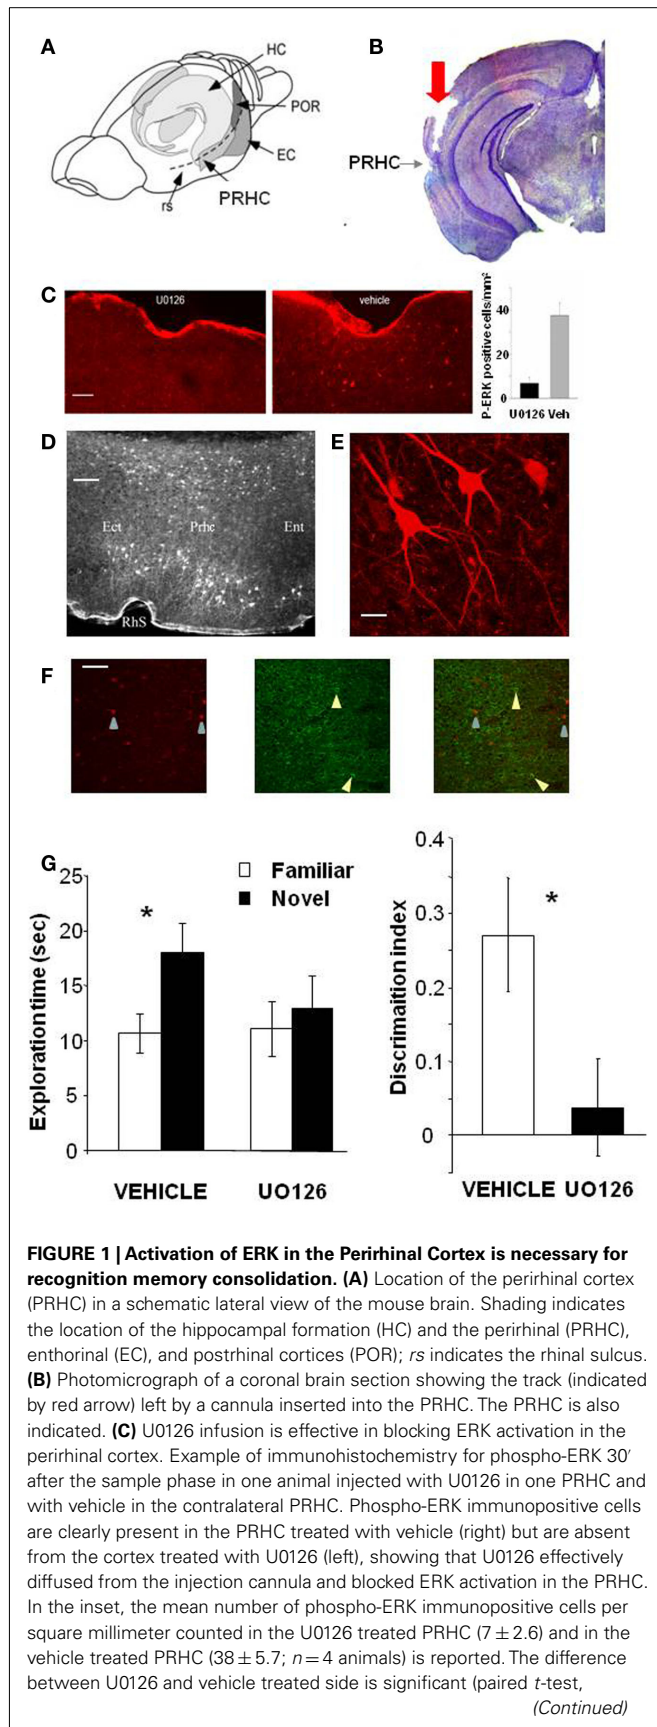 A
HC
POR
EC
PRHC
rs
B
PRHC
C
U0126
vehicle
P-ERK positive cells/mm²
40
20
0
U0126 Veh
D
Ect
Prhc
Ent
RhS
E
F
G
Exploration time (sec)
25
20
15
10
5
0
*
Familiar
Novel
VEHICLE
UO126
Discrimaition index
0.4
0.3
0.2
0.1
0
*
VEHICLE UO126
FIGURE 1 | Activation of ERK in the Perirhinal Cortex is necessary for
recognition memory consolidation. (A) Location of the perirhinal cortex
(PRHC) in a schematic lateral view of the mouse brain. Shading indicates
the location of the hippocampal formation (HC) and the perirhinal (PRHC),
enthorinal (EC), and postrhinal cortices (POR); rs indicates the rhinal sulcus.
(B) Photomicrograph of a coronal brain section showing the track (indicated
by red arrow) left by a cannula inserted into the PRHC. The PRHC is also
indicated. (C) U0126 infusion is effective in blocking ERK activation in the
perirhinal cortex. Example of immunohistochemistry for phospho-ERK 30′
after the sample phase in one animal injected with U0126 in one PRHC and
with vehicle in the contralateral PRHC. Phospho-ERK immunopositive cells
are clearly present in the PRHC treated with vehicle (right) but are absent
from the cortex treated with U0126 (left), showing that U0126 effectively
diffused from the injection cannula and blocked ERK activation in the PRHC.
In the inset, the mean number of phospho-ERK immunopositive cells per
square millimeter counted in the U0126 treated PRHC (7 ± 2.6) and in the
vehicle treated PRHC (38 ± 5.7; n = 4 animals) is reported. The difference
between U0126 and vehicle treated side is significant (paired t-test,
(Continued)